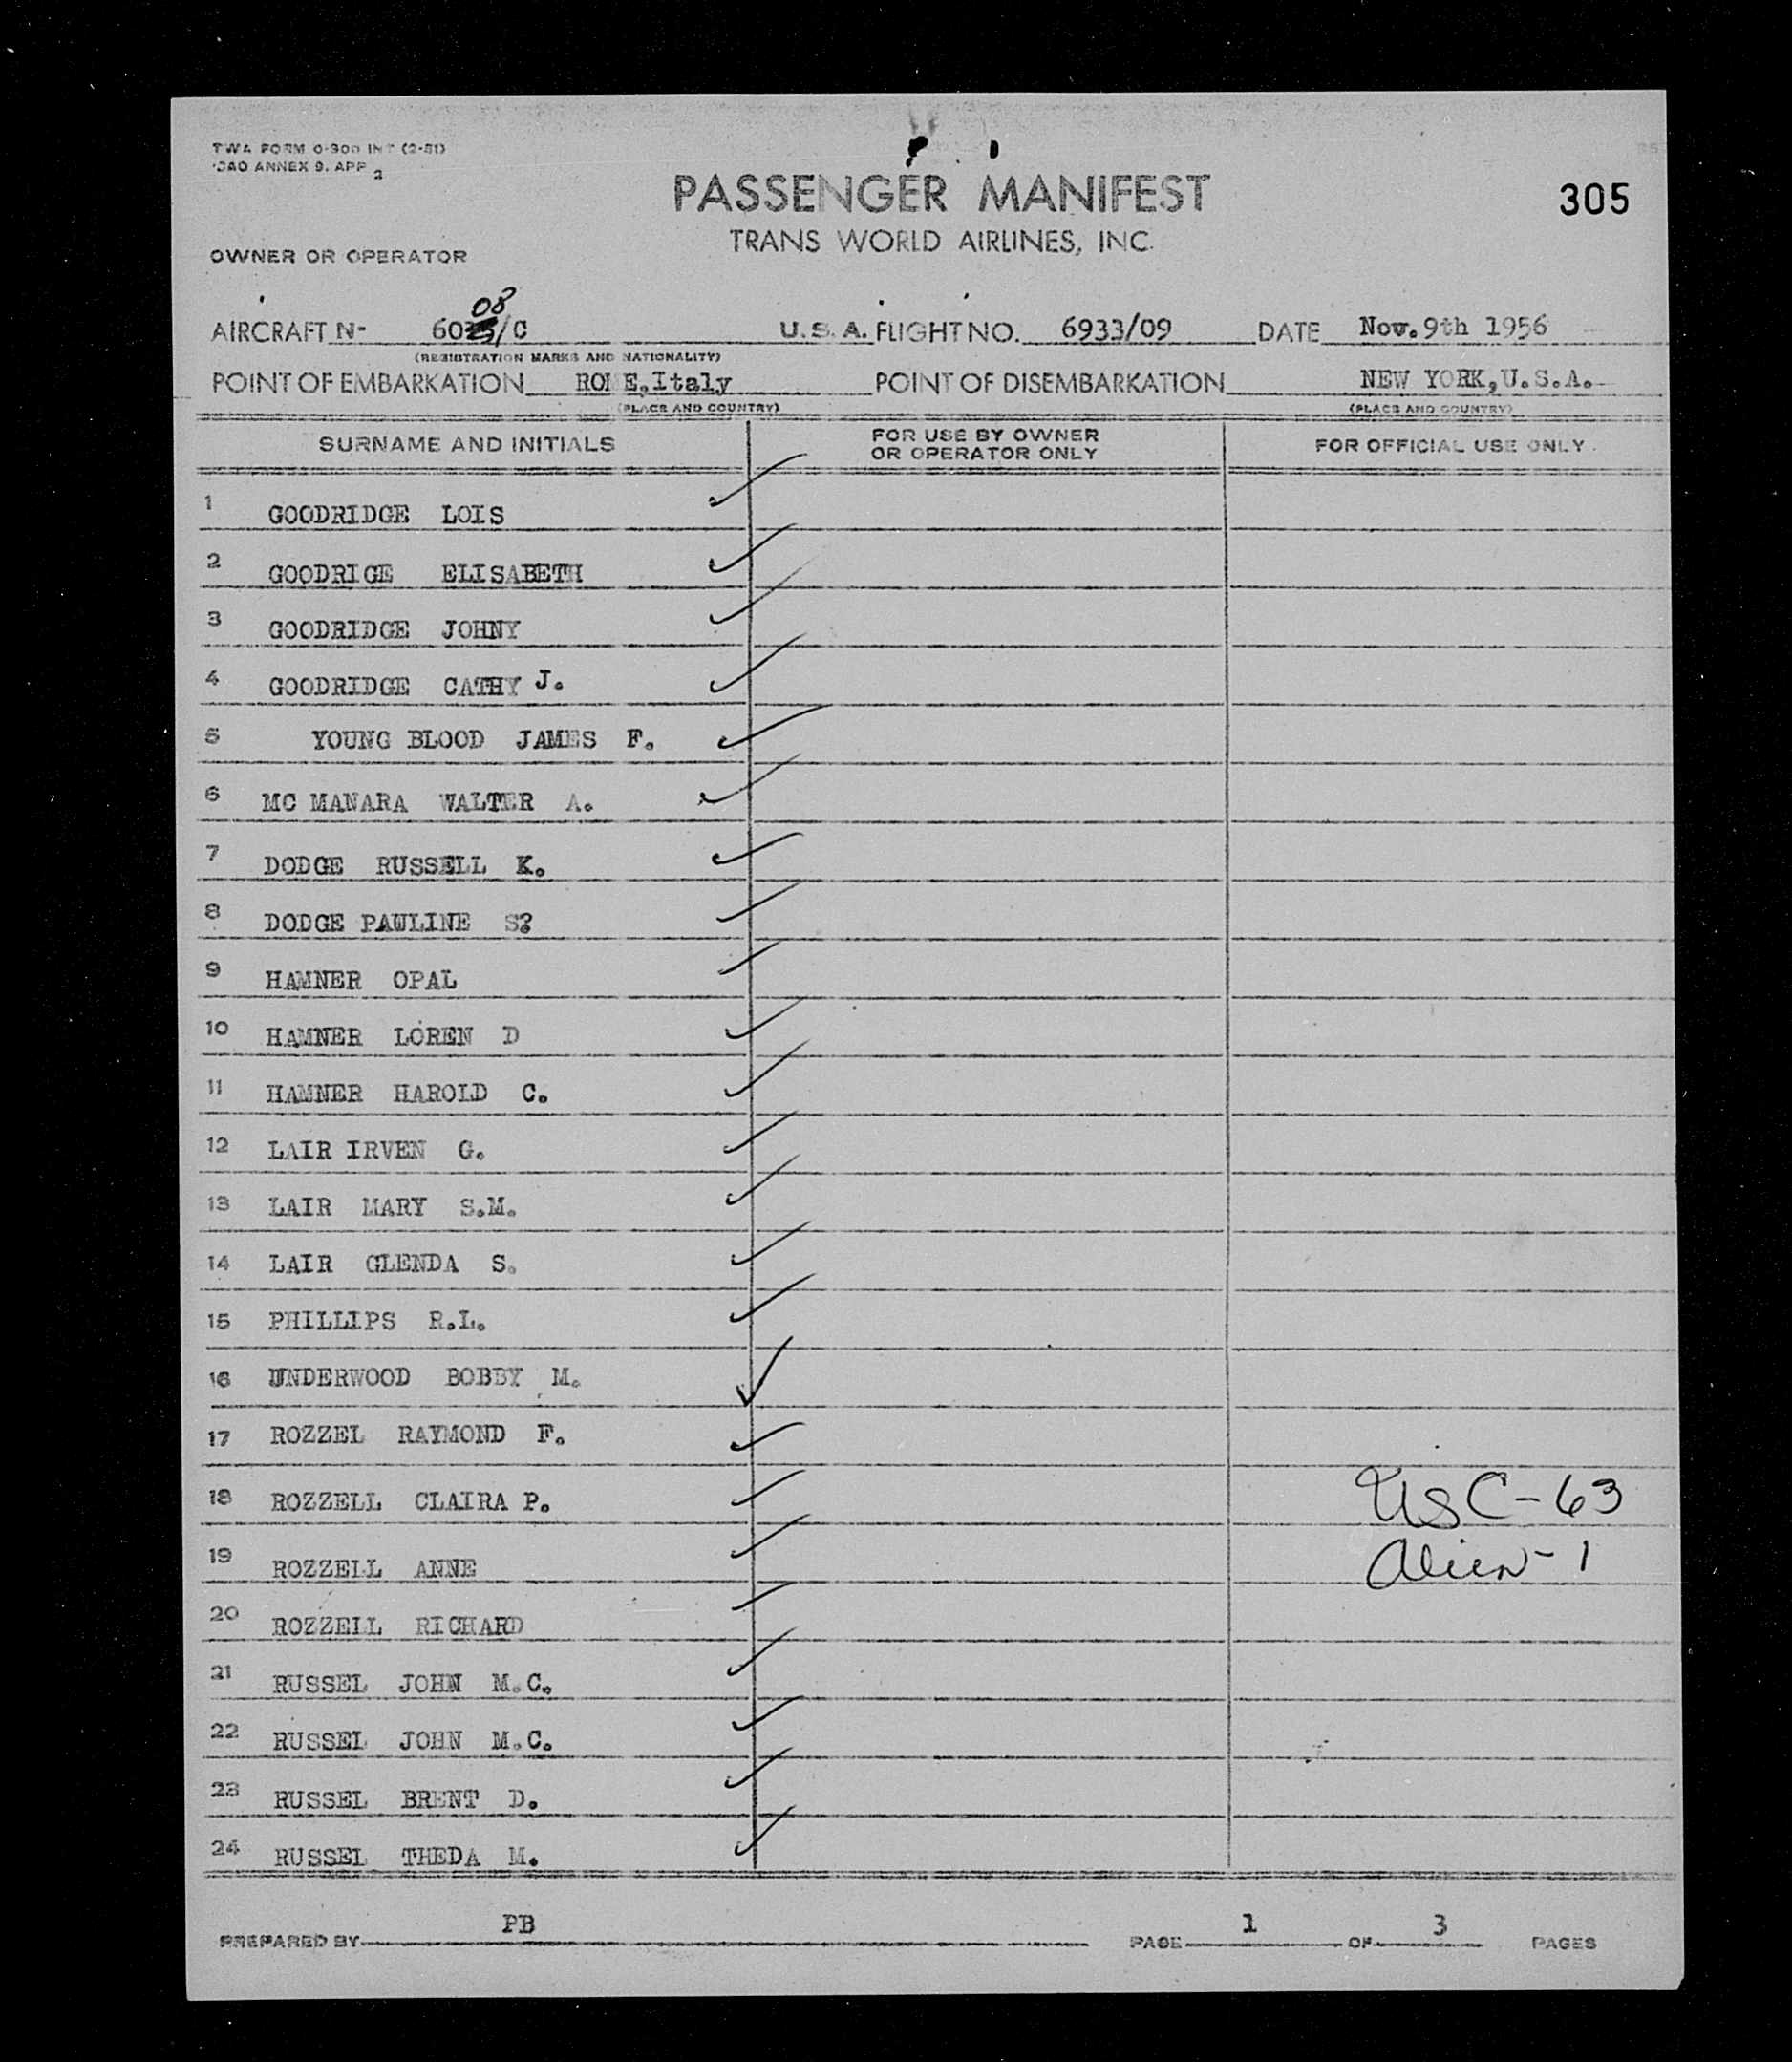 TWA FORM 0-300 INT (2-51)
ICAO ANNEX 9. APP 2
PASSENGER MANIFEST
305
TRANS WORLD AIRLINES, INC.
OWNER OR OPERATOR
08
AIRCRAFT Nº 60/C U.S.A. FLIGHT NO. 6933/09 DATE Nov.9th 1956
(REGISTRATION MARKS AND NATIONALITY)
POINT OF EMBARKATION ROME,Italy POINT OF DISEMBARKATION NEW YORK,U.S.A.
(PLACE AND COUNTRY) (PLACE AND COUNTRY)
SURNAME AND INITIALS FOR USE BY OWNER OR OPERATOR ONLY FOR OFFICIAL USE ONLY
1 GOODRIDGE LOIS
2 GOODRIGE ELISABETH
3 GOODRIDGE JOHNY
4 GOODRIDGE CATHY J.
5 YOUNG BLOOD JAMES F.
6 MC MANARA WALTER A.
7 DODGE RUSSELL K.
8 DODGE PAULINE S?
9 HAMNER OPAL
10 HAMNER LOREN D
11 HAMNER HAROLD C.
12 LAIR IRVEN G.
13 LAIR MARY S.M.
14 LAIR GLENDA S.
15 PHILLIPS R.L.
16 UNDERWOOD BOBBY M.
17 ROZZEL RAYMOND F.
18 ROZZELL CLAIRA P. USC-63
19 ROZZELL ANNE Alien-1
20 ROZZELL RICHARD
21 RUSSEL JOHN M.C.
22 RUSSEL JOHN M.C.
23 RUSSEL BRENT D.
24 RUSSEL THEDA M.
PREPARED BY PB PAGE 1 OF 3 PAGES